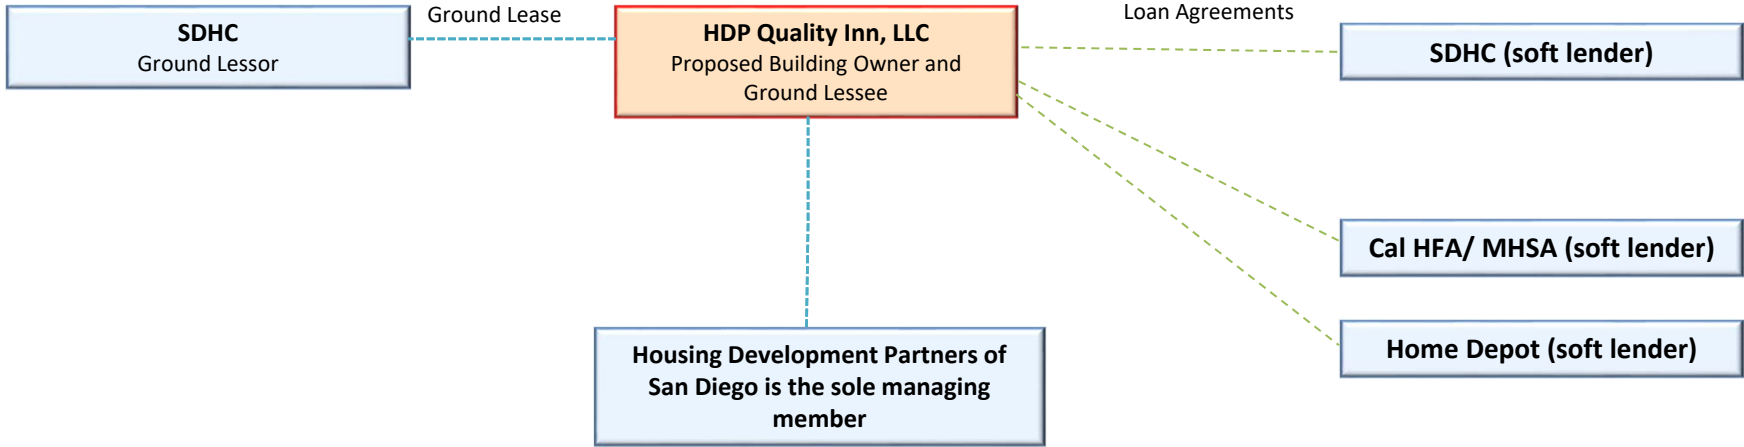 SDHC
Ground Lessor
Ground Lease
HDP Quality Inn, LLC
Proposed Building Owner and
Ground Lessee
Loan Agreements
SDHC (soft lender)
Cal HFA/ MHSA (soft lender)
Home Depot (soft lender)
Housing Development Partners of
San Diego is the sole managing
member